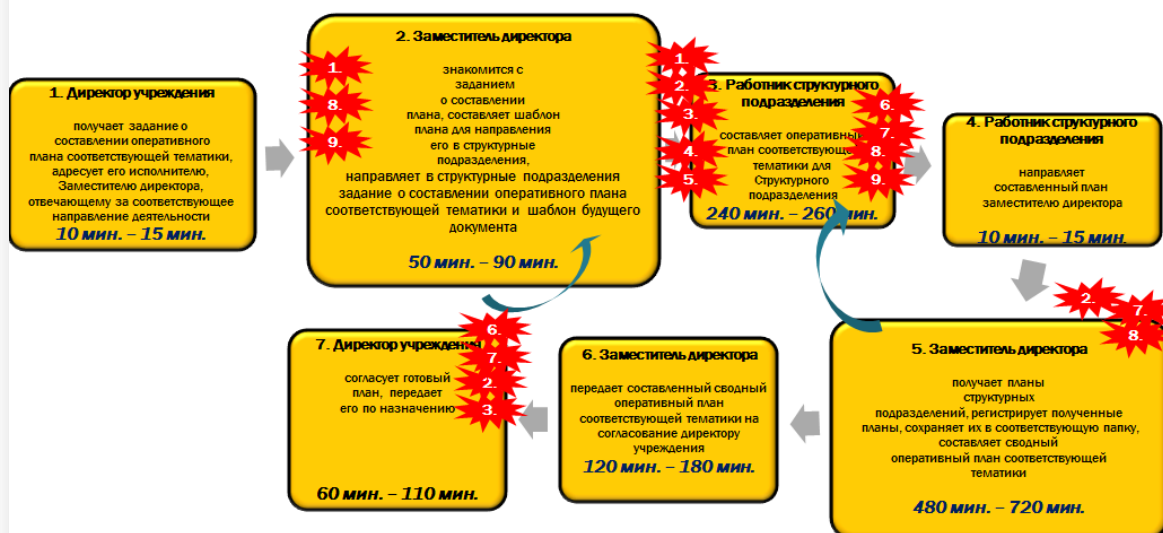 1. Директор учреждения
получает задание о
составлении оперативного
плана соответствующей тематики,
адресует его исполнителю,
Заместителю директора,
отвечающему за соответствующее
направление деятельности
10 мин. – 15 мин.
2. Заместитель директора
1.
8.
9.
знакомится с
заданием
о составлении
плана, составляет шаблон
плана для направления
его в структурные
подразделения,
направляет в структурные подразделения
задание о составлении оперативного плана
соответствующей тематики и шаблон будущего
документа
50 мин. – 90 мин.
1.
2.
3.
4.
5.
3. Работник структурного
подразделения
составляет оперативный
план соответствующей
тематики для
Структурного
подразделения
240 мин. – 260 мин.
6.
7.
8.
9.
4. Работник структурного
подразделения
направляет
составленный план
заместителю директора
10 мин. – 15 мин.
2.
7.
8.
5. Заместитель директора
получает планы
структурных
подразделений, регистрирует полученные
планы, сохраняет их в соответствующую папку,
составляет сводный
оперативный план соответствующей
тематики
480 мин. – 720 мин.
6. Заместитель директора
передает составленный сводный
оперативный план
соответствующей тематики на
согласование директору
учреждения
120 мин. – 180 мин.
7. Директор учреждения
6.
7.
2.
3.
согласует готовый
план, передает
его по назначению
60 мин. – 110 мин.